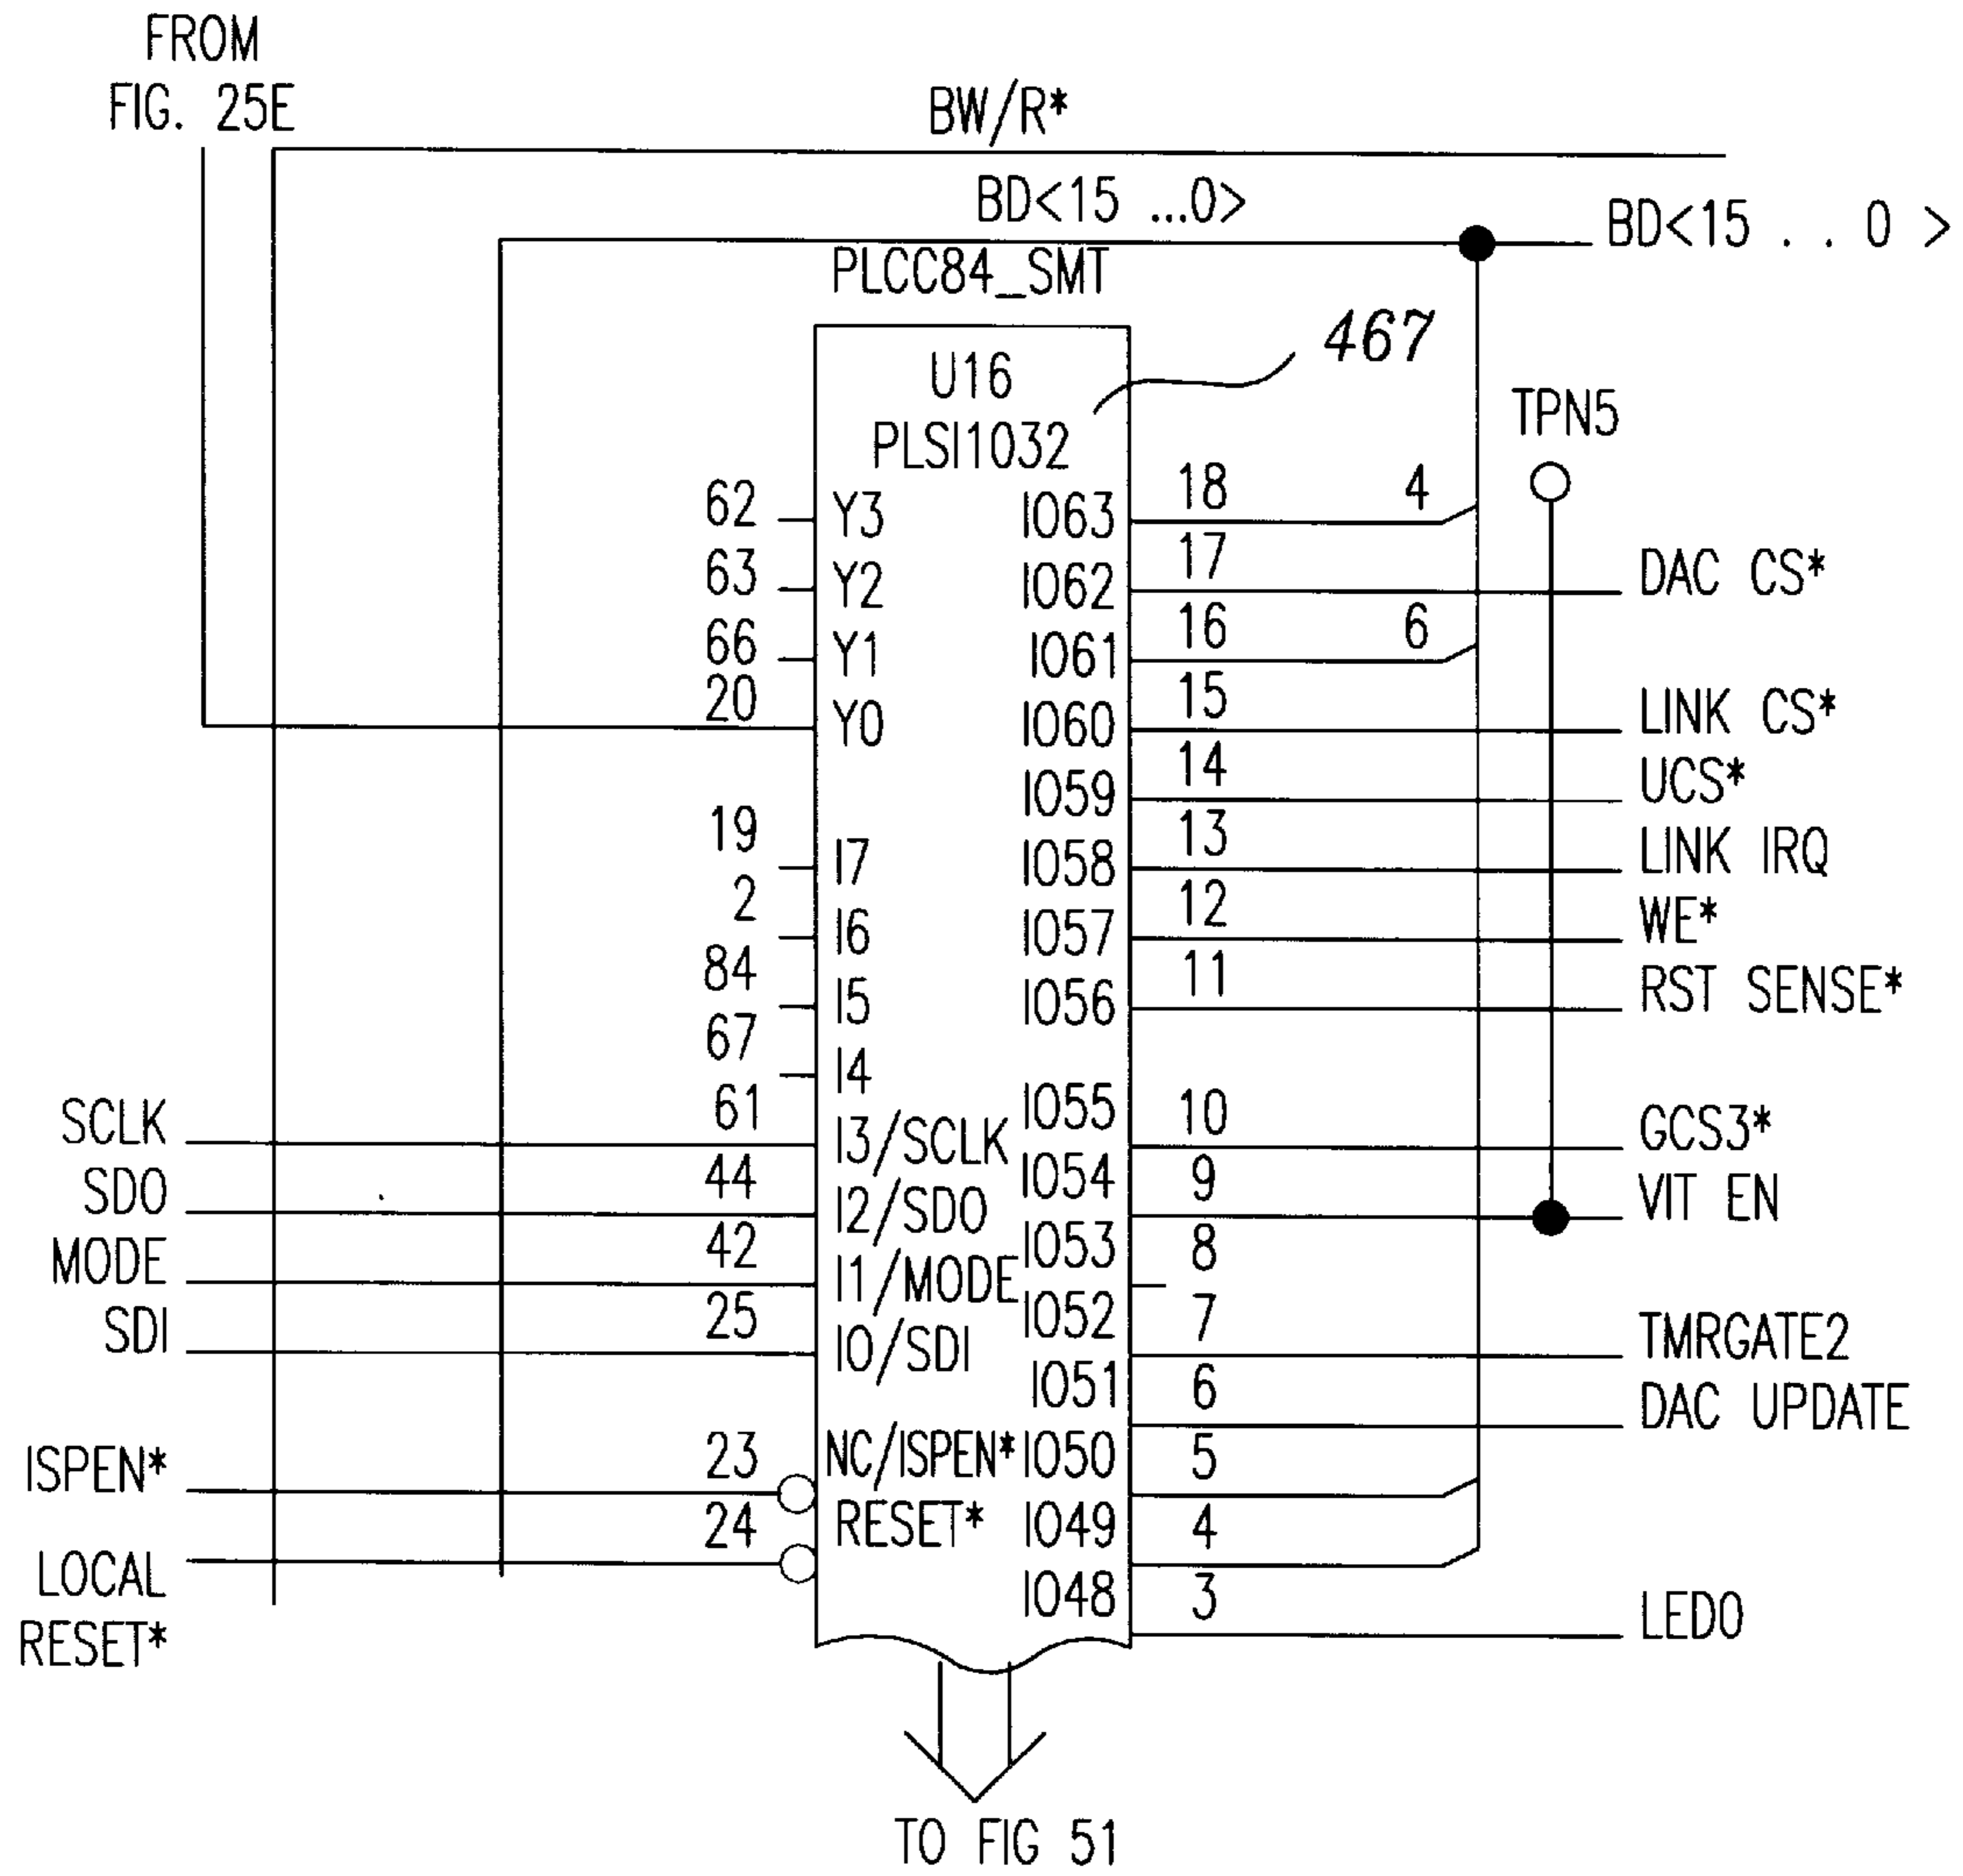 FROM
FIG. 25E
BW/R*
BD<15 ...0>
BD<15 . . 0 >
PLCC84_SMT
467
U16
PLSI1032
TPN5
62 Y3 IO63 18 4
63 Y2 IO62 17 DAC CS*
66 Y1 IO61 16 6
20 Y0 IO60 15 LINK CS*
IO59 14 UCS*
19 I7 IO58 13 LINK IRQ
2 I6 IO57 12 WE*
84 I5 IO56 11 RST SENSE*
67 I4
SCLK 61 I3/SCLK IO55 10 GCS3*
SDO 44 I2/SDO IO54 9 VIT EN
MODE 42 I1/MODE IO53 8
SDI 25 I0/SDI IO52 7 TMRGATE2
IO51 6 DAC UPDATE
ISPEN* 23 NC/ISPEN* IO50 5
LOCAL RESET* 24 RESET* IO49 4
IO48 3 LED0
TO FIG 51